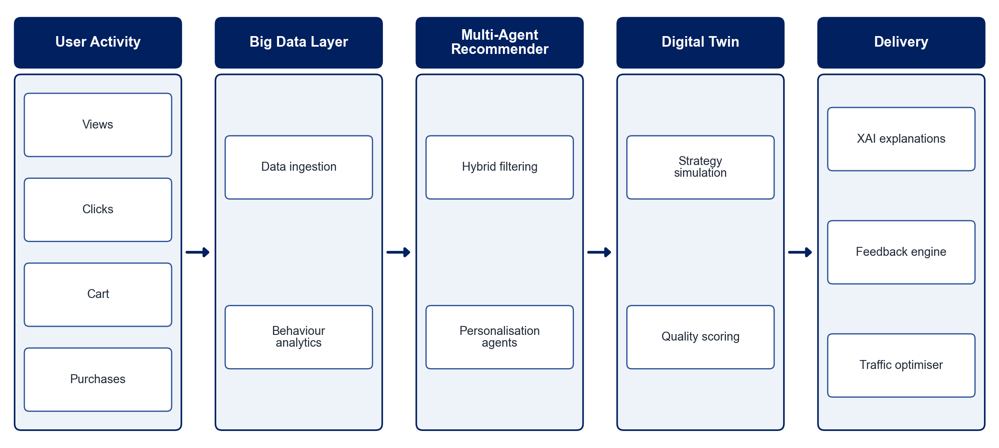 User Activity
Views
Clicks
Cart
Purchases
Big Data Layer
Data ingestion
Behaviour
analytics
Multi-Agent
Recommender
Hybrid filtering
Personalisation
agents
Digital Twin
Strategy
simulation
Quality scoring
Delivery
XAI explanations
Feedback engine
Traffic optimiser